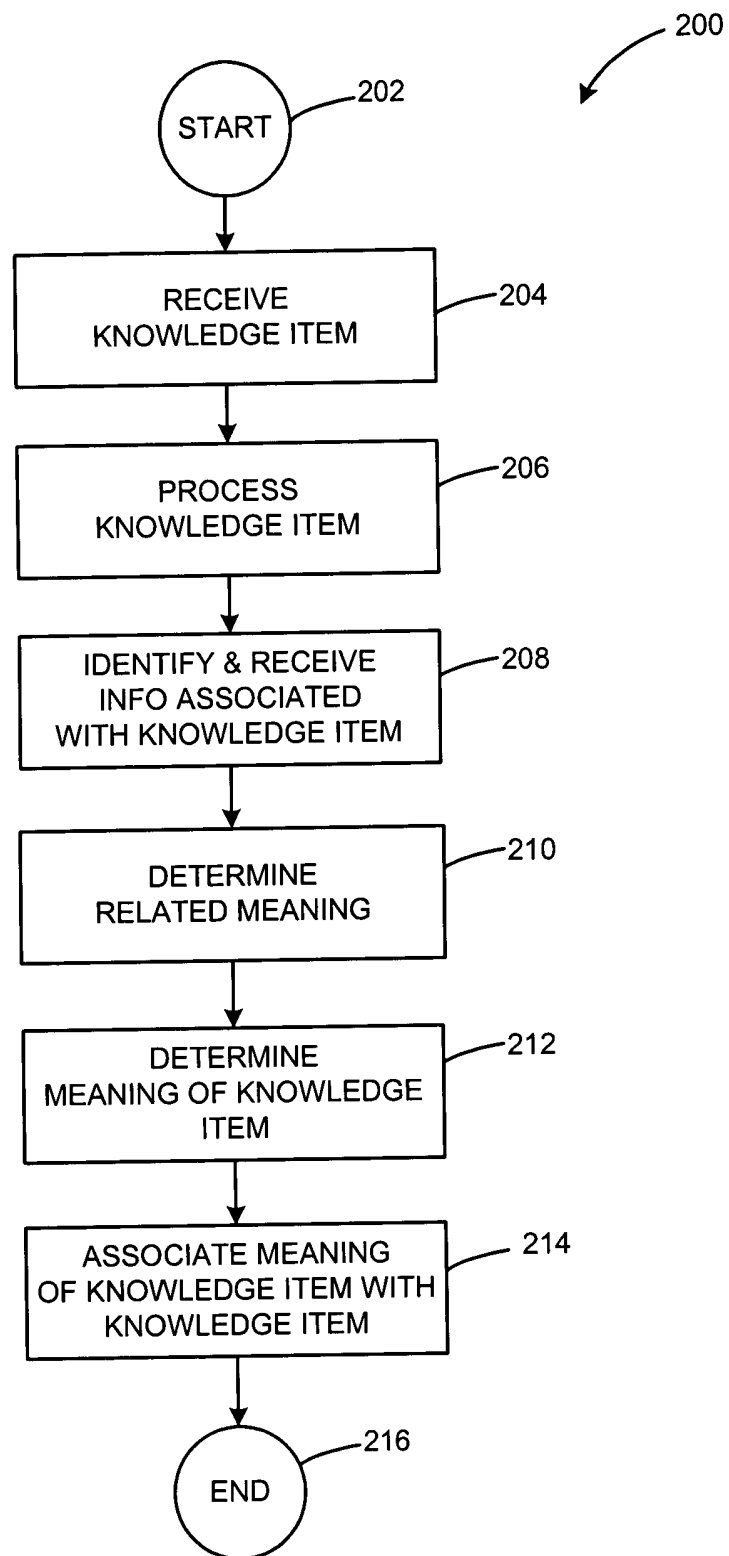 200
START
202
RECEIVE
KNOWLEDGE ITEM
204
PROCESS
KNOWLEDGE ITEM
206
IDENTIFY & RECEIVE
INFO ASSOCIATED
WITH KNOWLEDGE ITEM
208
DETERMINE
RELATED MEANING
210
DETERMINE
MEANING OF KNOWLEDGE
ITEM
212
ASSOCIATE MEANING
OF KNOWLEDGE ITEM WITH
KNOWLEDGE ITEM
214
END
216